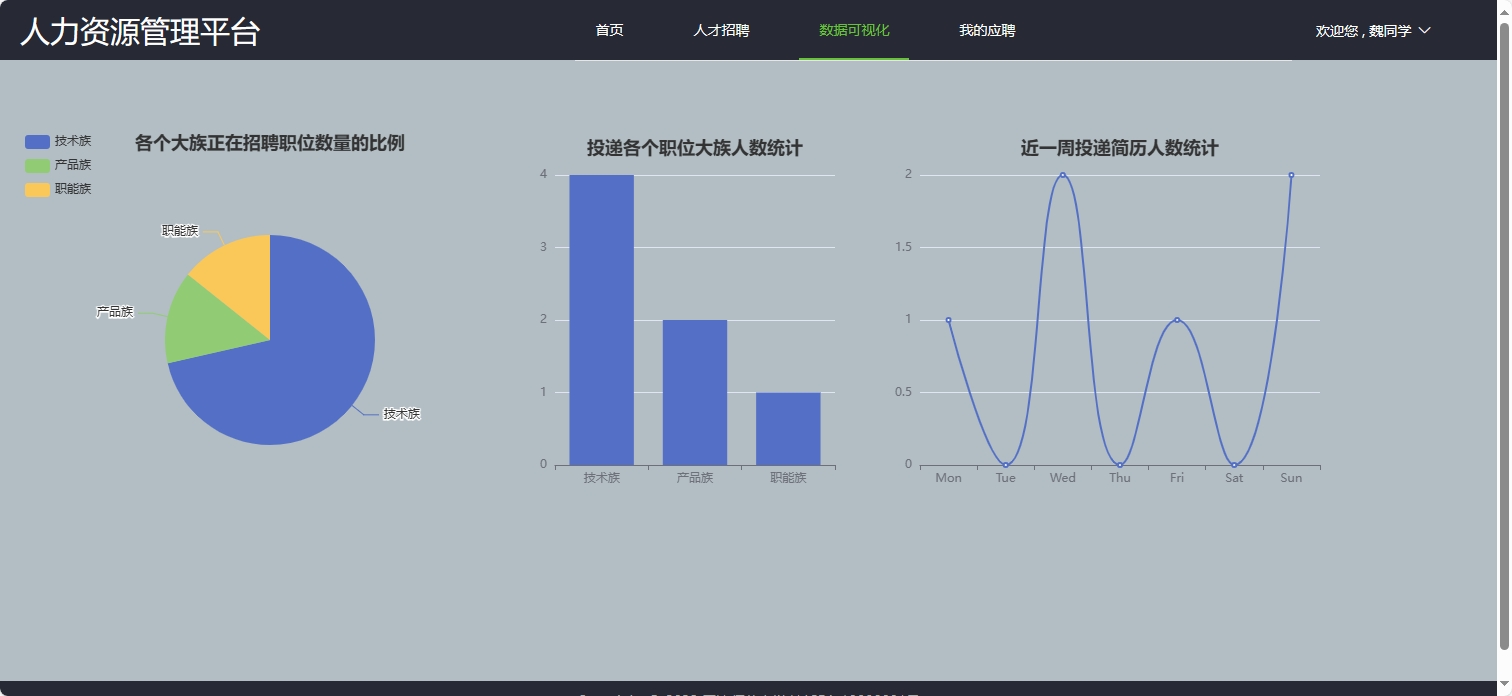 人力资源管理平台
首页 人才招聘 数据可视化 我的应聘
欢迎您 , 魏同学
技术族
产品族
职能族
各个大族正在招聘职位数量的比例
职能族
产品族
技术族
投递各个职位大族人数统计
4
3
2
1
0
技术族 产品族 职能族
近一周投递简历人数统计
2
1.5
1
0.5
0
Mon Tue Wed Thu Fri Sat Sun